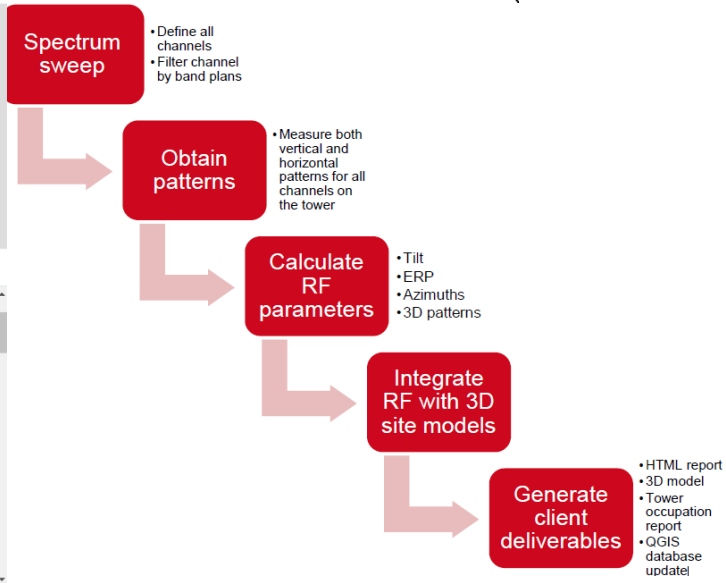 Spectrum
sweep
• Define all
channels
• Filter channel
by band plans
Obtain
patterns
• Measure both
vertical and
horizontal
patterns for all
channels on
the tower
Calculate
RF
parameters
• Tilt
• ERP
• Azimuths
• 3D patterns
Integrate
RF with 3D
site models
Generate
client
deliverables
• HTML report
• 3D model
• Tower
occupation
report
• QGIS
database
update